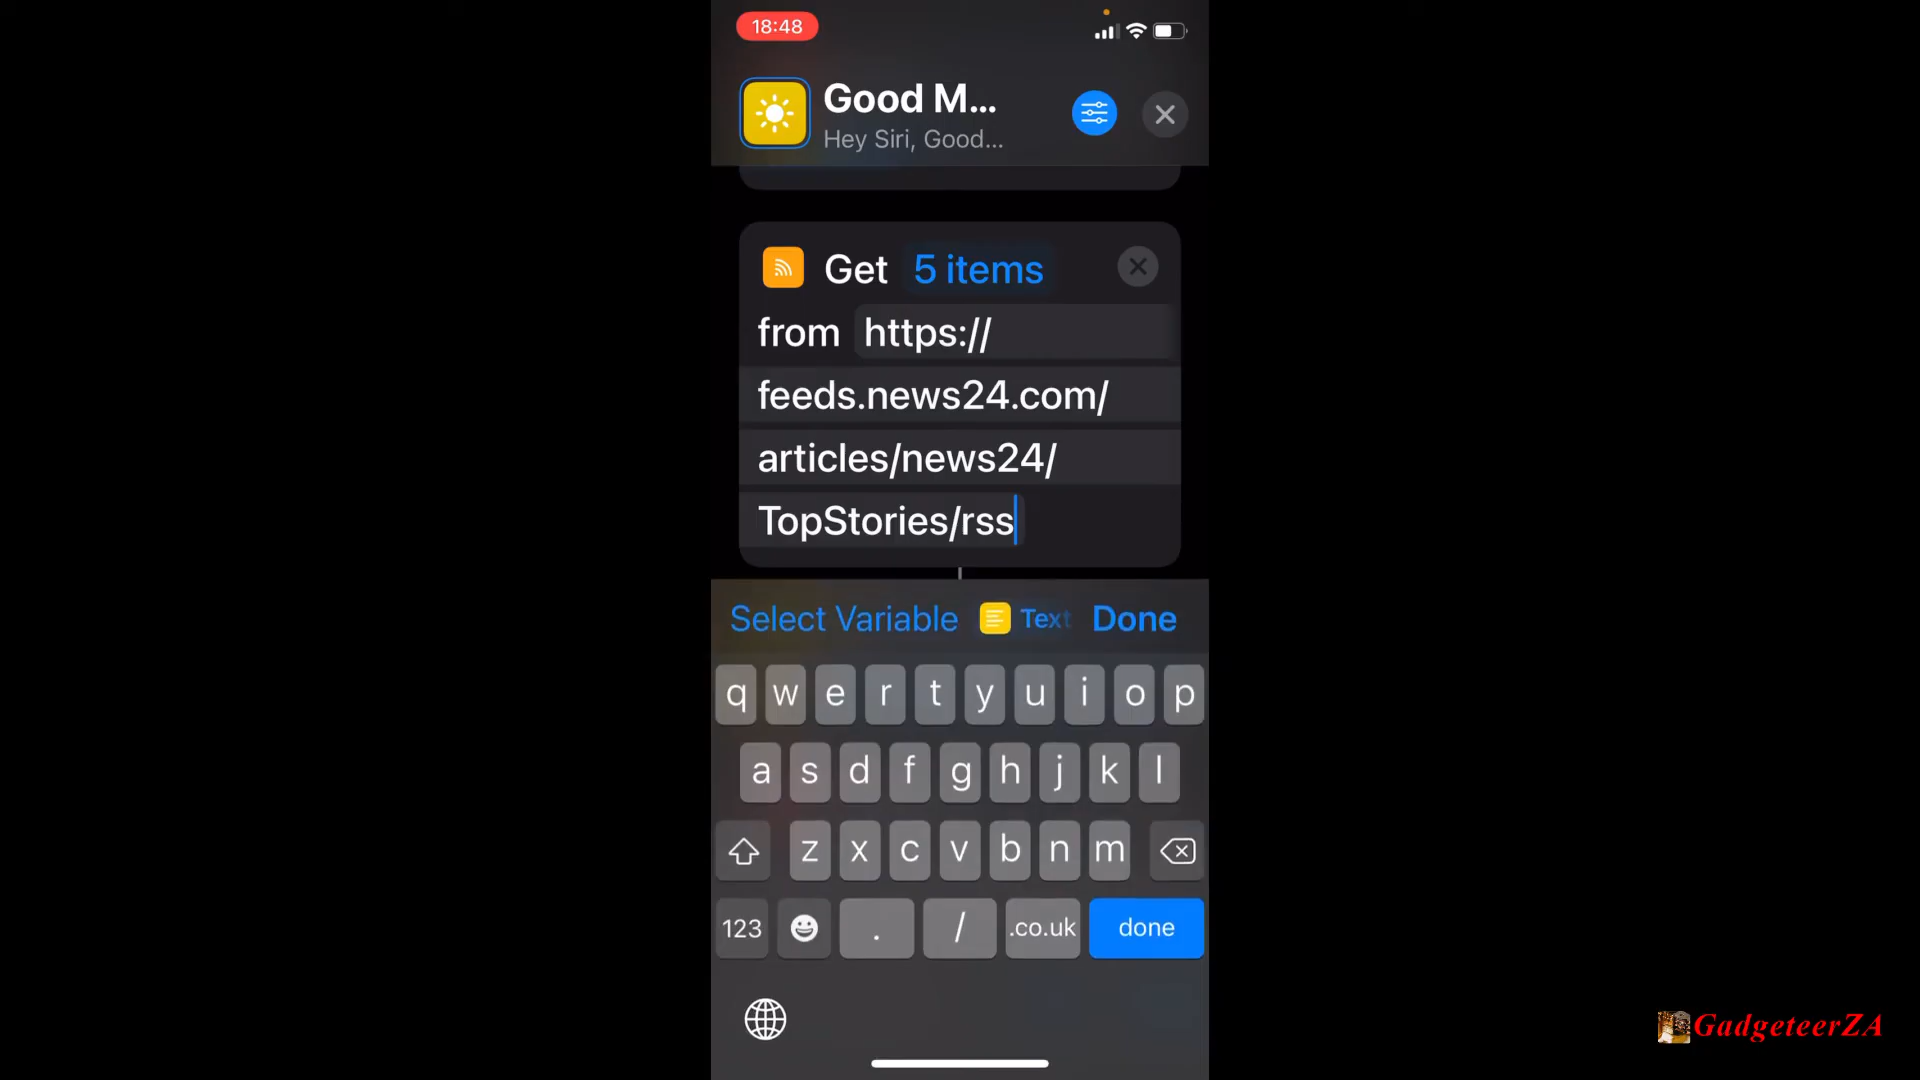 18:48
Good M...
Hey Siri, Good...
Get 5 items
from https://
feeds.news24.com/
articles/news24/
TopStories/rss
Select Variable Text Done
q w e r t y u i o p
a s d f g h j k l
z x c v b n m
123 . / .co.uk done
GadgeteerZA